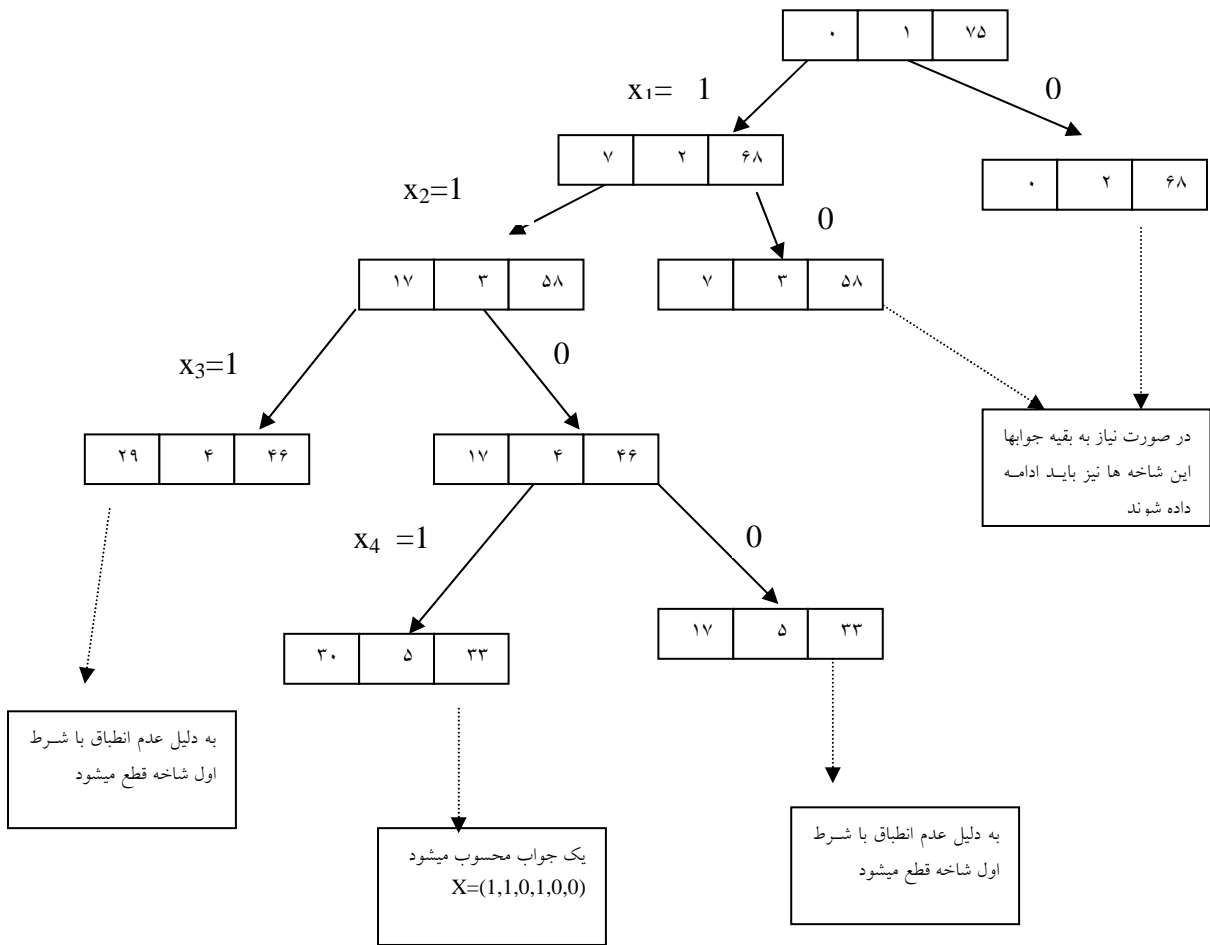 ۰ ۱ ۷۵
x1= 1
0
۷ ۲ ۶۸
۰ ۲ ۶۸
x2=1
0
۱۷ ۳ ۵۸
۷ ۳ ۵۸
x3=1
0
۲۹ ۴ ۴۶
۱۷ ۴ ۴۶
در صورت نیاز به بقیه جوابها
این شاخه ها نیز بایـد ادامـه
داده شوند
x4 =1
0
۳۰ ۵ ۳۳
۱۷ ۵ ۳۳
به دلیل عدم انطباق با شـرط
اول شاخه قطع میشود
یک جواب محسوب میشود
X=(1,1,0,1,0,0)
به دلیل عدم انطباق با شـرط
اول شاخه قطع میشود